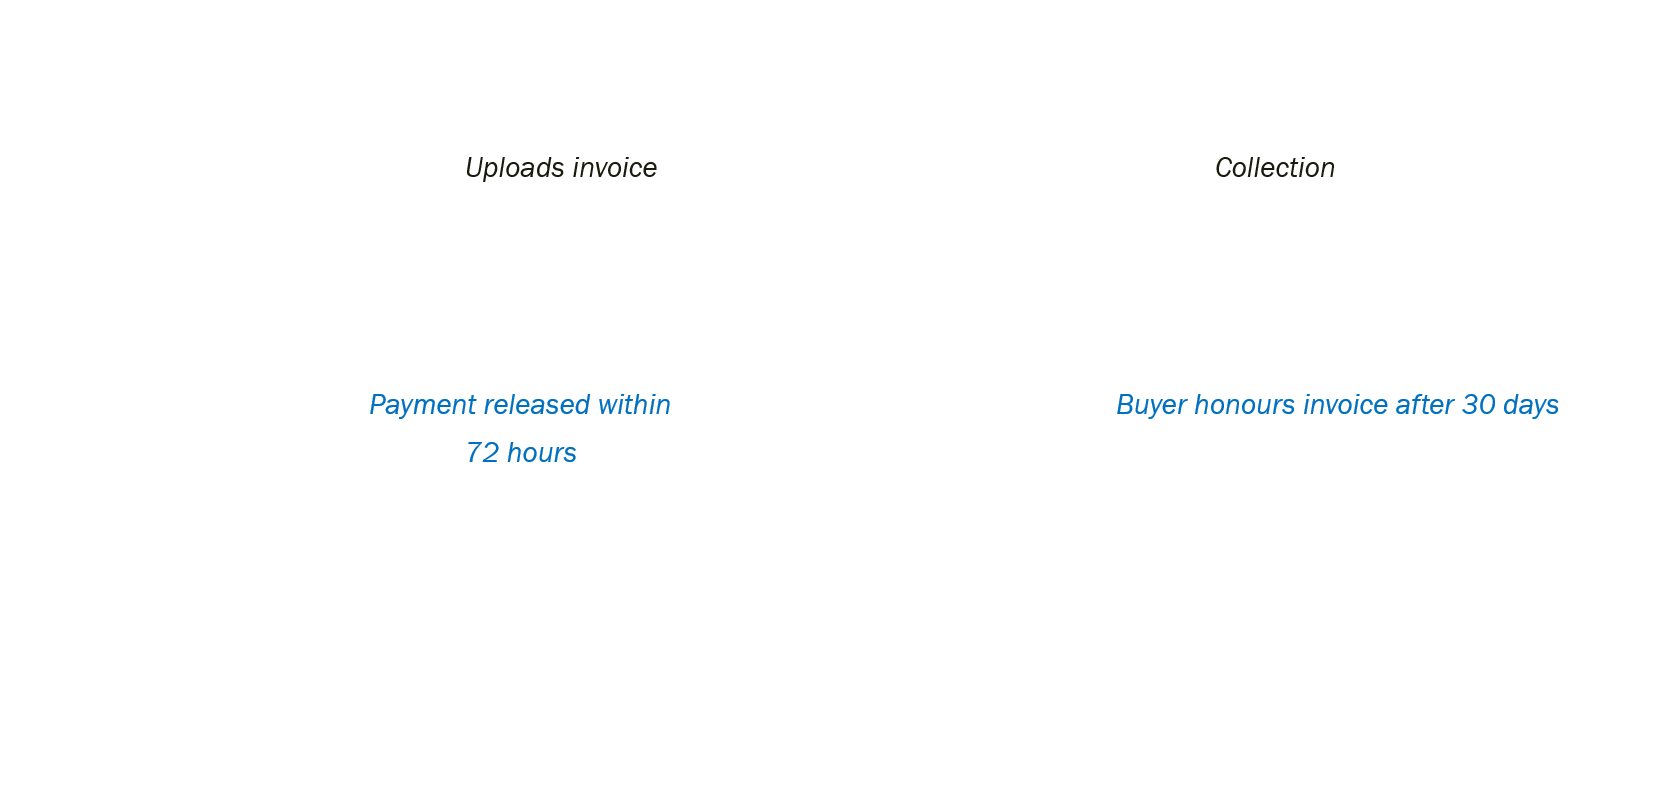 Uploads invoice
Collection
Payment released within
72 hours
Buyer honours invoice after 30 days